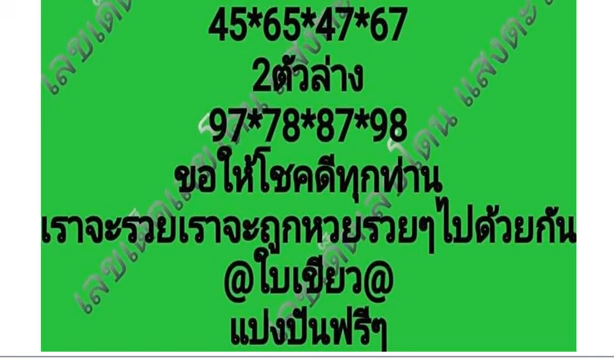 45*65*47*67
2ตัวล่าง
97*78*87*98
ขอให้โชคดีทุกท่าน
เราจะรวยเราจะถูกหวยรวยๆไปด้วยกัน
@ใบเขียว@
แบ่งปันฟรีๆ